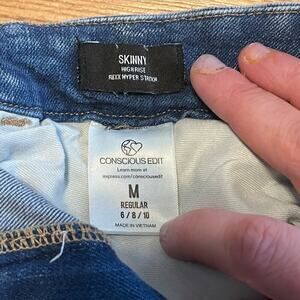 SKINNY
HIGH RISE
FLEXX HYPER STRETCH
CONSCIOUS EDIT
Learn more at
express.com/consciousedit
M
REGULAR
6 / 8 / 10
MADE IN VIETNAM